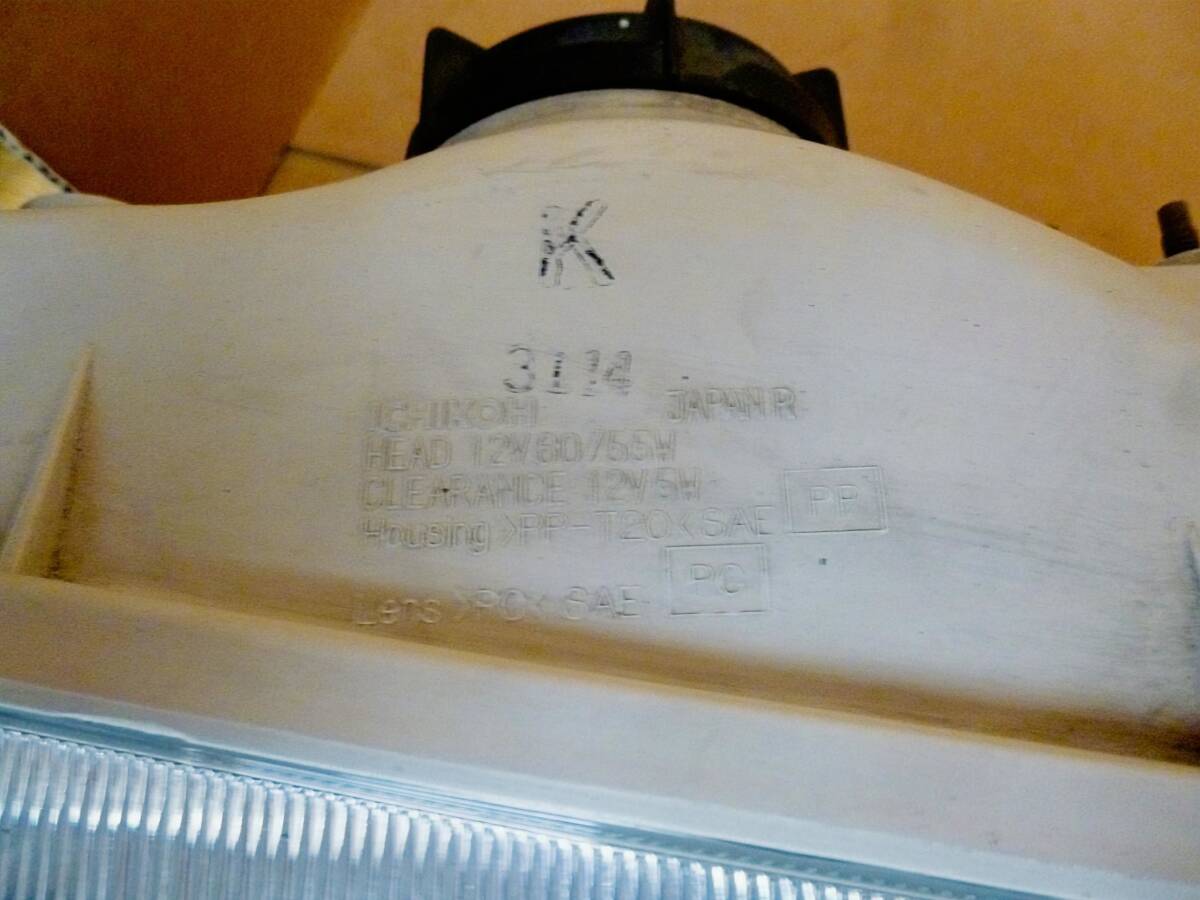 K
3114
ICHIKOH JAPAN R
HEAD 12V60/55W
CLEARANCE 12V5W
Housing >PP-T20< SAE PP
Lens >PC< SAE PC